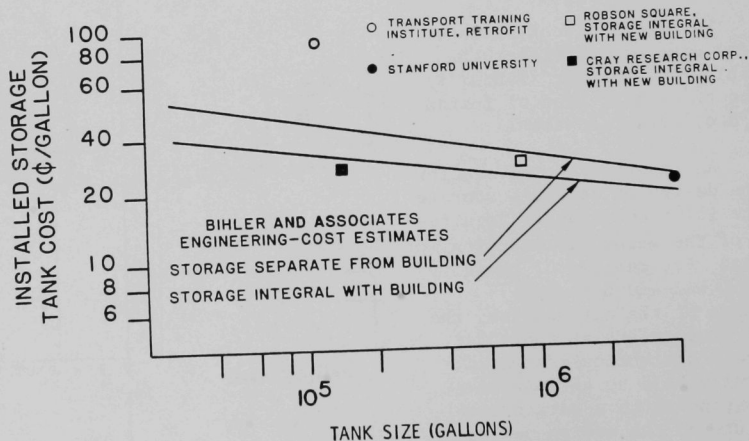 TRANSPORT TRAINING
INSTITUTE, RETROFIT
STANFORD UNIVERSITY
ROBSON SQUARE,
STORAGE INTEGRAL
WITH NEW BUILDING
CRAY RESEARCH CORP.,
STORAGE INTEGRAL
WITH NEW BUILDING
INSTALLED STORAGE
TANK COST (¢/GALLON)
100
80
60
40
20
10
8
6
BIHLER AND ASSOCIATES
ENGINEERING-COST ESTIMATES
STORAGE SEPARATE FROM BUILDING
STORAGE INTEGRAL WITH BUILDING
10⁵
10⁶
TANK SIZE (GALLONS)